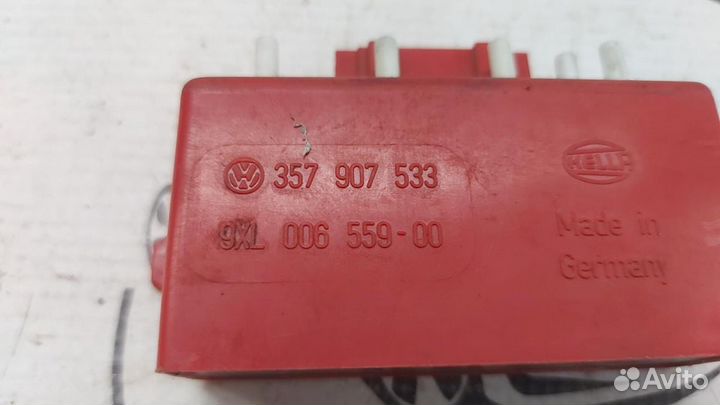 357 907 533
9XL 006 559-00
HELLA
Made in
Germany
Avito